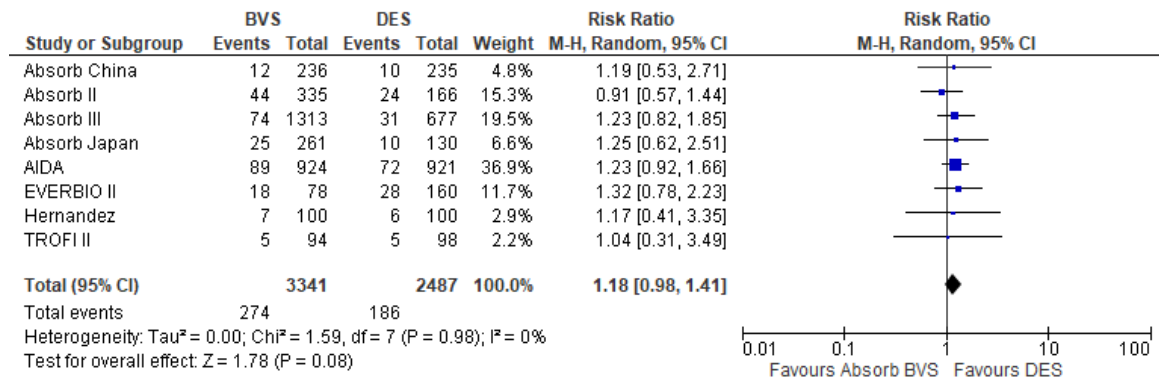 BVS DES Risk Ratio Risk Ratio
Study or Subgroup Events Total Events Total Weight M-H, Random, 95% CI M-H, Random, 95% CI
Absorb China 12 236 10 235 4.8% 1.19 [0.53, 2.71]
Absorb II 44 335 24 166 15.3% 0.91 [0.57, 1.44]
Absorb III 74 1313 31 677 19.5% 1.23 [0.82, 1.85]
Absorb Japan 25 261 10 130 6.6% 1.25 [0.62, 2.51]
AIDA 89 924 72 921 36.9% 1.23 [0.92, 1.66]
EVERBIO II 18 78 28 160 11.7% 1.32 [0.78, 2.23]
Hernandez 7 100 6 100 2.9% 1.17 [0.41, 3.35]
TROFI II 5 94 5 98 2.2% 1.04 [0.31, 3.49]
Total (95% CI) 3341 2487 100.0% 1.18 [0.98, 1.41]
Total events 274 186
Heterogeneity: Tau² = 0.00; Chi² = 1.59, df = 7 (P = 0.98); I² = 0%
Test for overall effect: Z = 1.78 (P = 0.08)
0.01 0.1 1 10 100
Favours Absorb BVS Favours DES